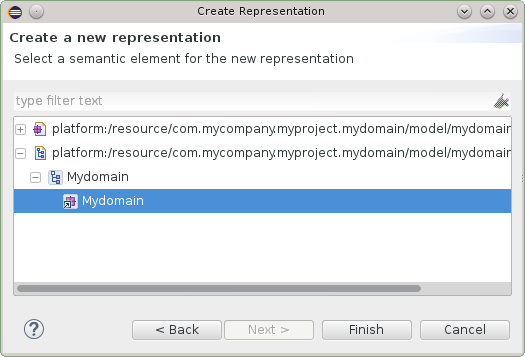 Create Representation
Create a new representation
Select a semantic element for the new representation
type filter text
platform:/resource/com.mycompany.myproject.mydomain/model/mydomain
platform:/resource/com.mycompany.myproject.mydomain/model/mydomain
Mydomain
Mydomain
? < Back Next > Finish Cancel